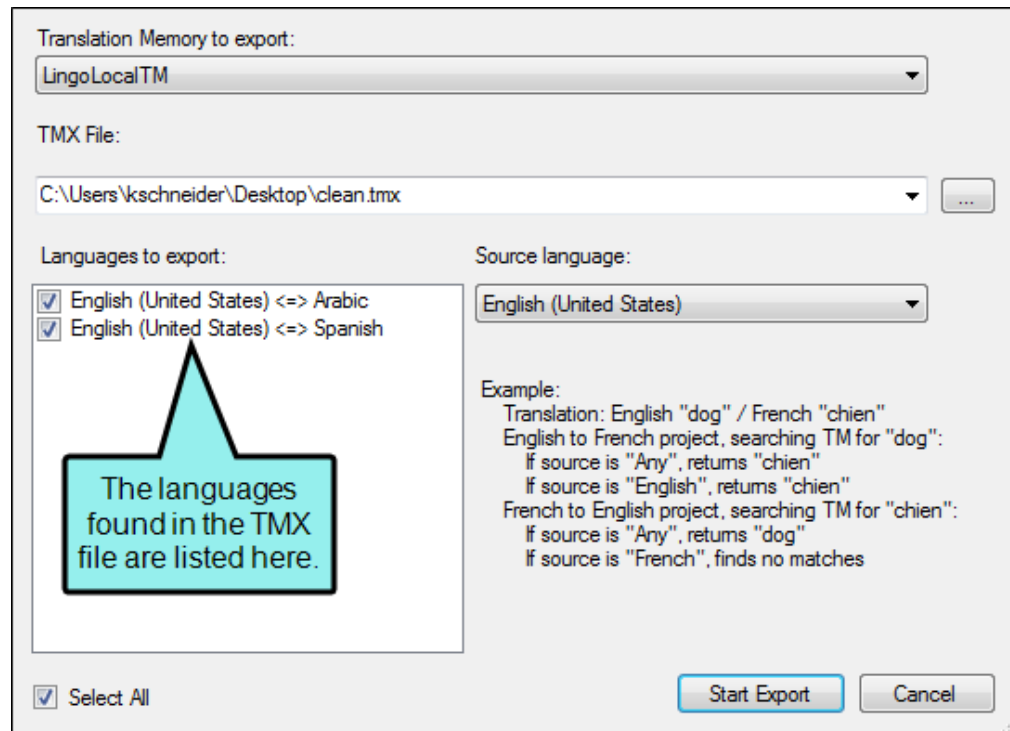 Translation Memory to export:
LingoLocalTM
TMX File:
C:\Users\kschneider\Desktop\clean.tmx
...
Languages to export:
English (United States) <=> Arabic
English (United States) <=> Spanish
The languages
found in the TMX
file are listed here.
Source language:
English (United States)
Example:
Translation: English "dog" / French "chien"
English to French project, searching TM for "dog":
If source is "Any", returns "chien"
If source is "English", returns "chien"
French to English project, searching TM for "chien":
If source is "Any", returns "dog"
If source is "French", finds no matches
Select All
Start Export
Cancel